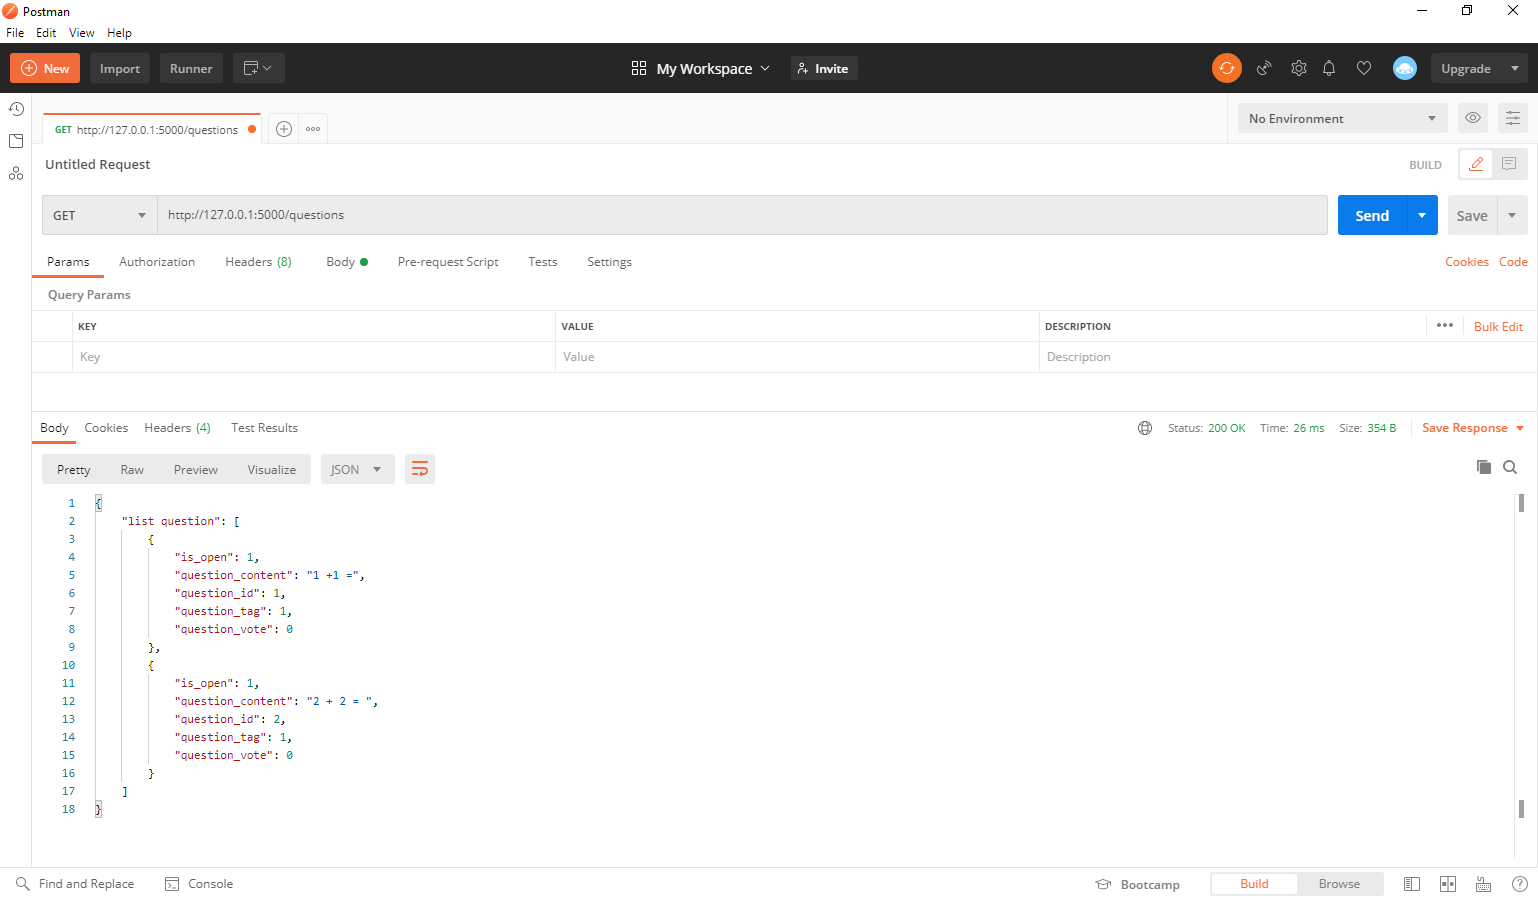 Postman
File Edit View Help
New Import Runner My Workspace Invite Upgrade
GET http://127.0.0.1:5000/questions No Environment
Untitled Request BUILD
GET http://127.0.0.1:5000/questions Send Save
Params Authorization Headers (8) Body Pre-request Script Tests Settings Cookies Code
Query Params
KEY VALUE DESCRIPTION Bulk Edit
Key Value Description
Body Cookies Headers (4) Test Results Status: 200 OK Time: 26 ms Size: 354 B Save Response
Pretty Raw Preview Visualize JSON
1 {
2 "list question": [
3 {
4 "is_open": 1,
5 "question_content": "1 +1 =",
6 "question_id": 1,
7 "question_tag": 1,
8 "question_vote": 0
9 },
10 {
11 "is_open": 1,
12 "question_content": "2 + 2 = ",
13 "question_id": 2,
14 "question_tag": 1,
15 "question_vote": 0
16 }
17 ]
18 }
Find and Replace Console Bootcamp Build Browse